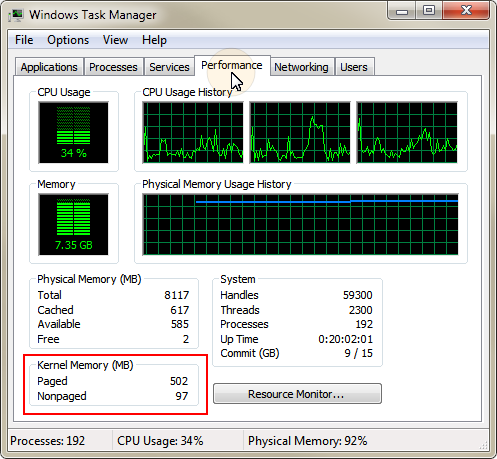 Windows Task Manager
File Options View Help
Applications Processes Services Performance Networking Users
CPU Usage CPU Usage History
34 %
Memory Physical Memory Usage History
7.35 GB
Physical Memory (MB)
Total 8117
Cached 617
Available 585
Free 2
System
Handles 59300
Threads 2300
Processes 192
Up Time 0:20:02:01
Commit (GB) 9 / 15
Kernel Memory (MB)
Paged 502
Nonpaged 97
Resource Monitor...
Processes: 192 CPU Usage: 34% Physical Memory: 92%